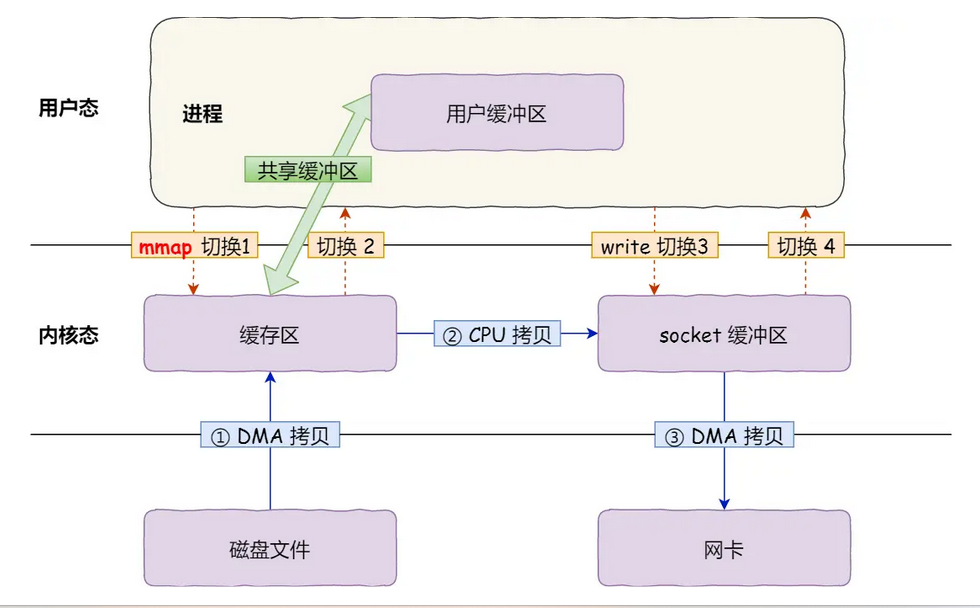 用户态
进程
用户缓冲区
共享缓冲区
mmap 切换1
切换 2
write 切换3
切换 4
内核态
缓存区
② CPU 拷贝
socket 缓冲区
① DMA 拷贝
③ DMA 拷贝
磁盘文件
网卡